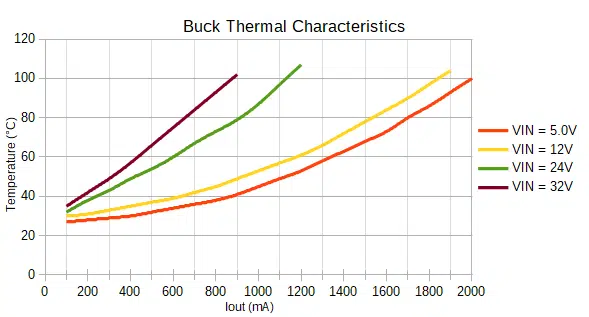 Buck Thermal Characteristics
120
100
80
60
40
20
0
Temperature (°C)
0 200 400 600 800 1000 1200 1400 1600 1800 2000
Iout (mA)
VIN = 5.0V
VIN = 12V
VIN = 24V
VIN = 32V